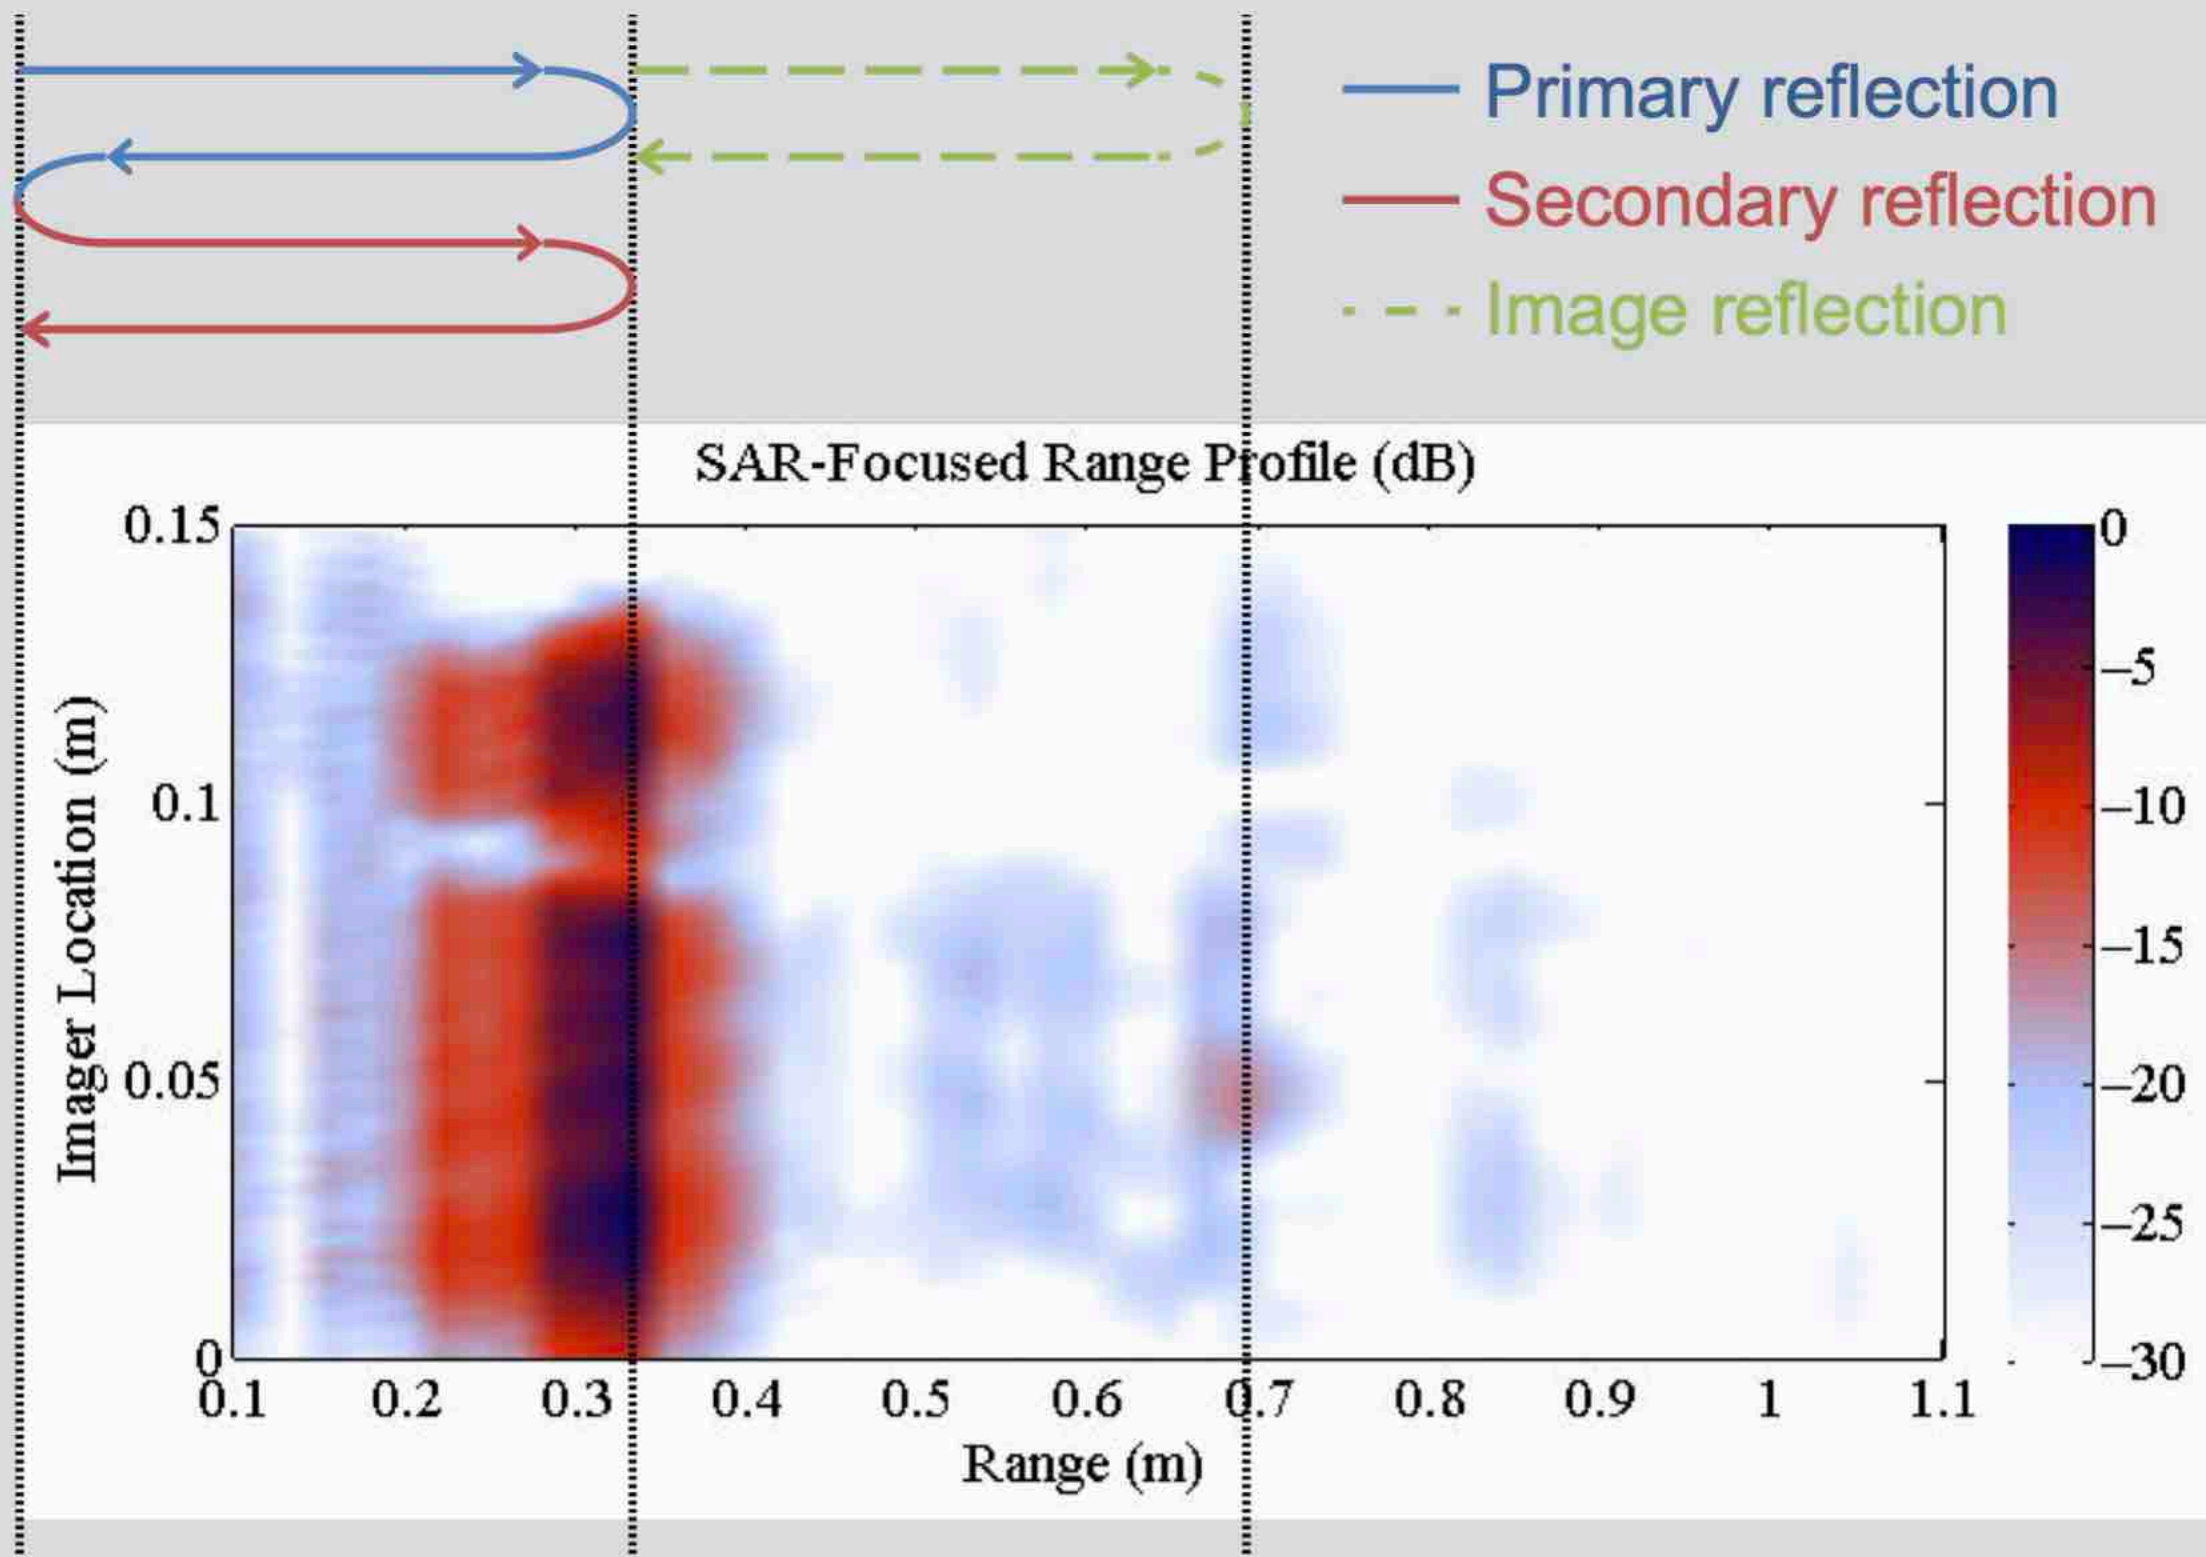 Primary reflection
Secondary reflection
Image reflection
SAR-Focused Range Profile (dB)
0.15
0.1
0.05
0
Imager Location (m)
0.1 0.2 0.3 0.4 0.5 0.6 0.7 0.8 0.9 1 1.1
Range (m)
0
−5
−10
−15
−20
−25
−30